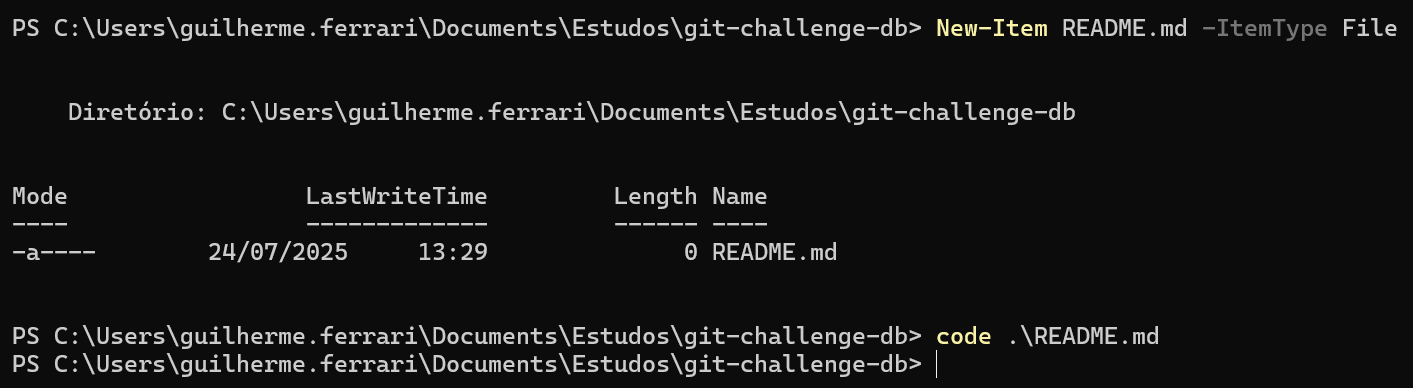 PS C:\Users\guilherme.ferrari\Documents\Estudos\git-challenge-db> New-Item README.md -ItemType File
Diretório: C:\Users\guilherme.ferrari\Documents\Estudos\git-challenge-db
Mode LastWriteTime Length Name
---- ------------- ------ ----
-a---- 24/07/2025 13:29 0 README.md
PS C:\Users\guilherme.ferrari\Documents\Estudos\git-challenge-db> code .\README.md
PS C:\Users\guilherme.ferrari\Documents\Estudos\git-challenge-db>